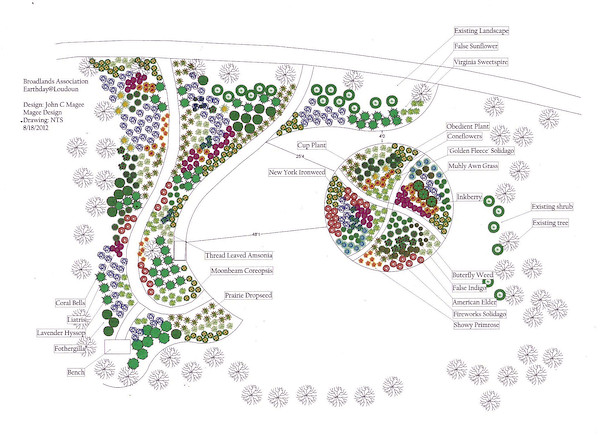 Existing Landscape
False Sunflower
Virginia Sweetspire
Broadlands Association
Earthday@Loudoun
Design: John C Magee
Magee Design
Drawing: NTS
8/18/2012
Obedient Plant
Coneflowers
'Golden Fleece' Solidago
Muhly Awn Grass
Cup Plant
New York Ironweed
Inkberry
Existing shrub
Existing tree
Thread Leaved Amsonia
Moonbeam Coreopsis
Prairie Dropseed
Butterfly Weed
False Indigo
American Elder
Fireworks Solidago
Showy Primrose
Coral Bells
Liatris
Lavender Hyssop
Fothergilla
Bench